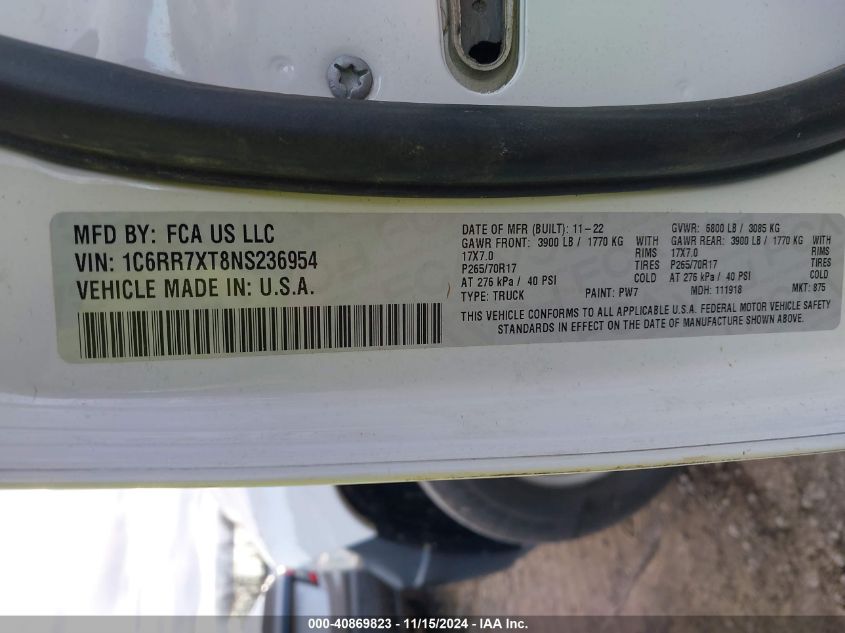 MFD BY: FCA US LLC
VIN: 1C6RR7XT8NS236954
VEHICLE MADE IN: U.S.A.
DATE OF MFR (BUILT): 11-22
GVWR: 6800 LB / 3085 KG
GAWR FRONT: 3900 LB / 1770 KG
GAWR REAR: 3900 LB / 1770 KG
17X7.0 RIMS
17X7.0 RIMS
P265/70R17 TIRES
P265/70R17 TIRES
AT 276 kPa / 40 PSI COLD
AT 276 kPa / 40 PSI COLD
TYPE: TRUCK PAINT: PW7 MDH: 111918 MKT: 875
THIS VEHICLE CONFORMS TO ALL APPLICABLE U.S.A. FEDERAL MOTOR VEHICLE SAFETY
STANDARDS IN EFFECT ON THE DATE OF MANUFACTURE SHOWN ABOVE.
000-40869823 - 11/15/2024 - IAA Inc.